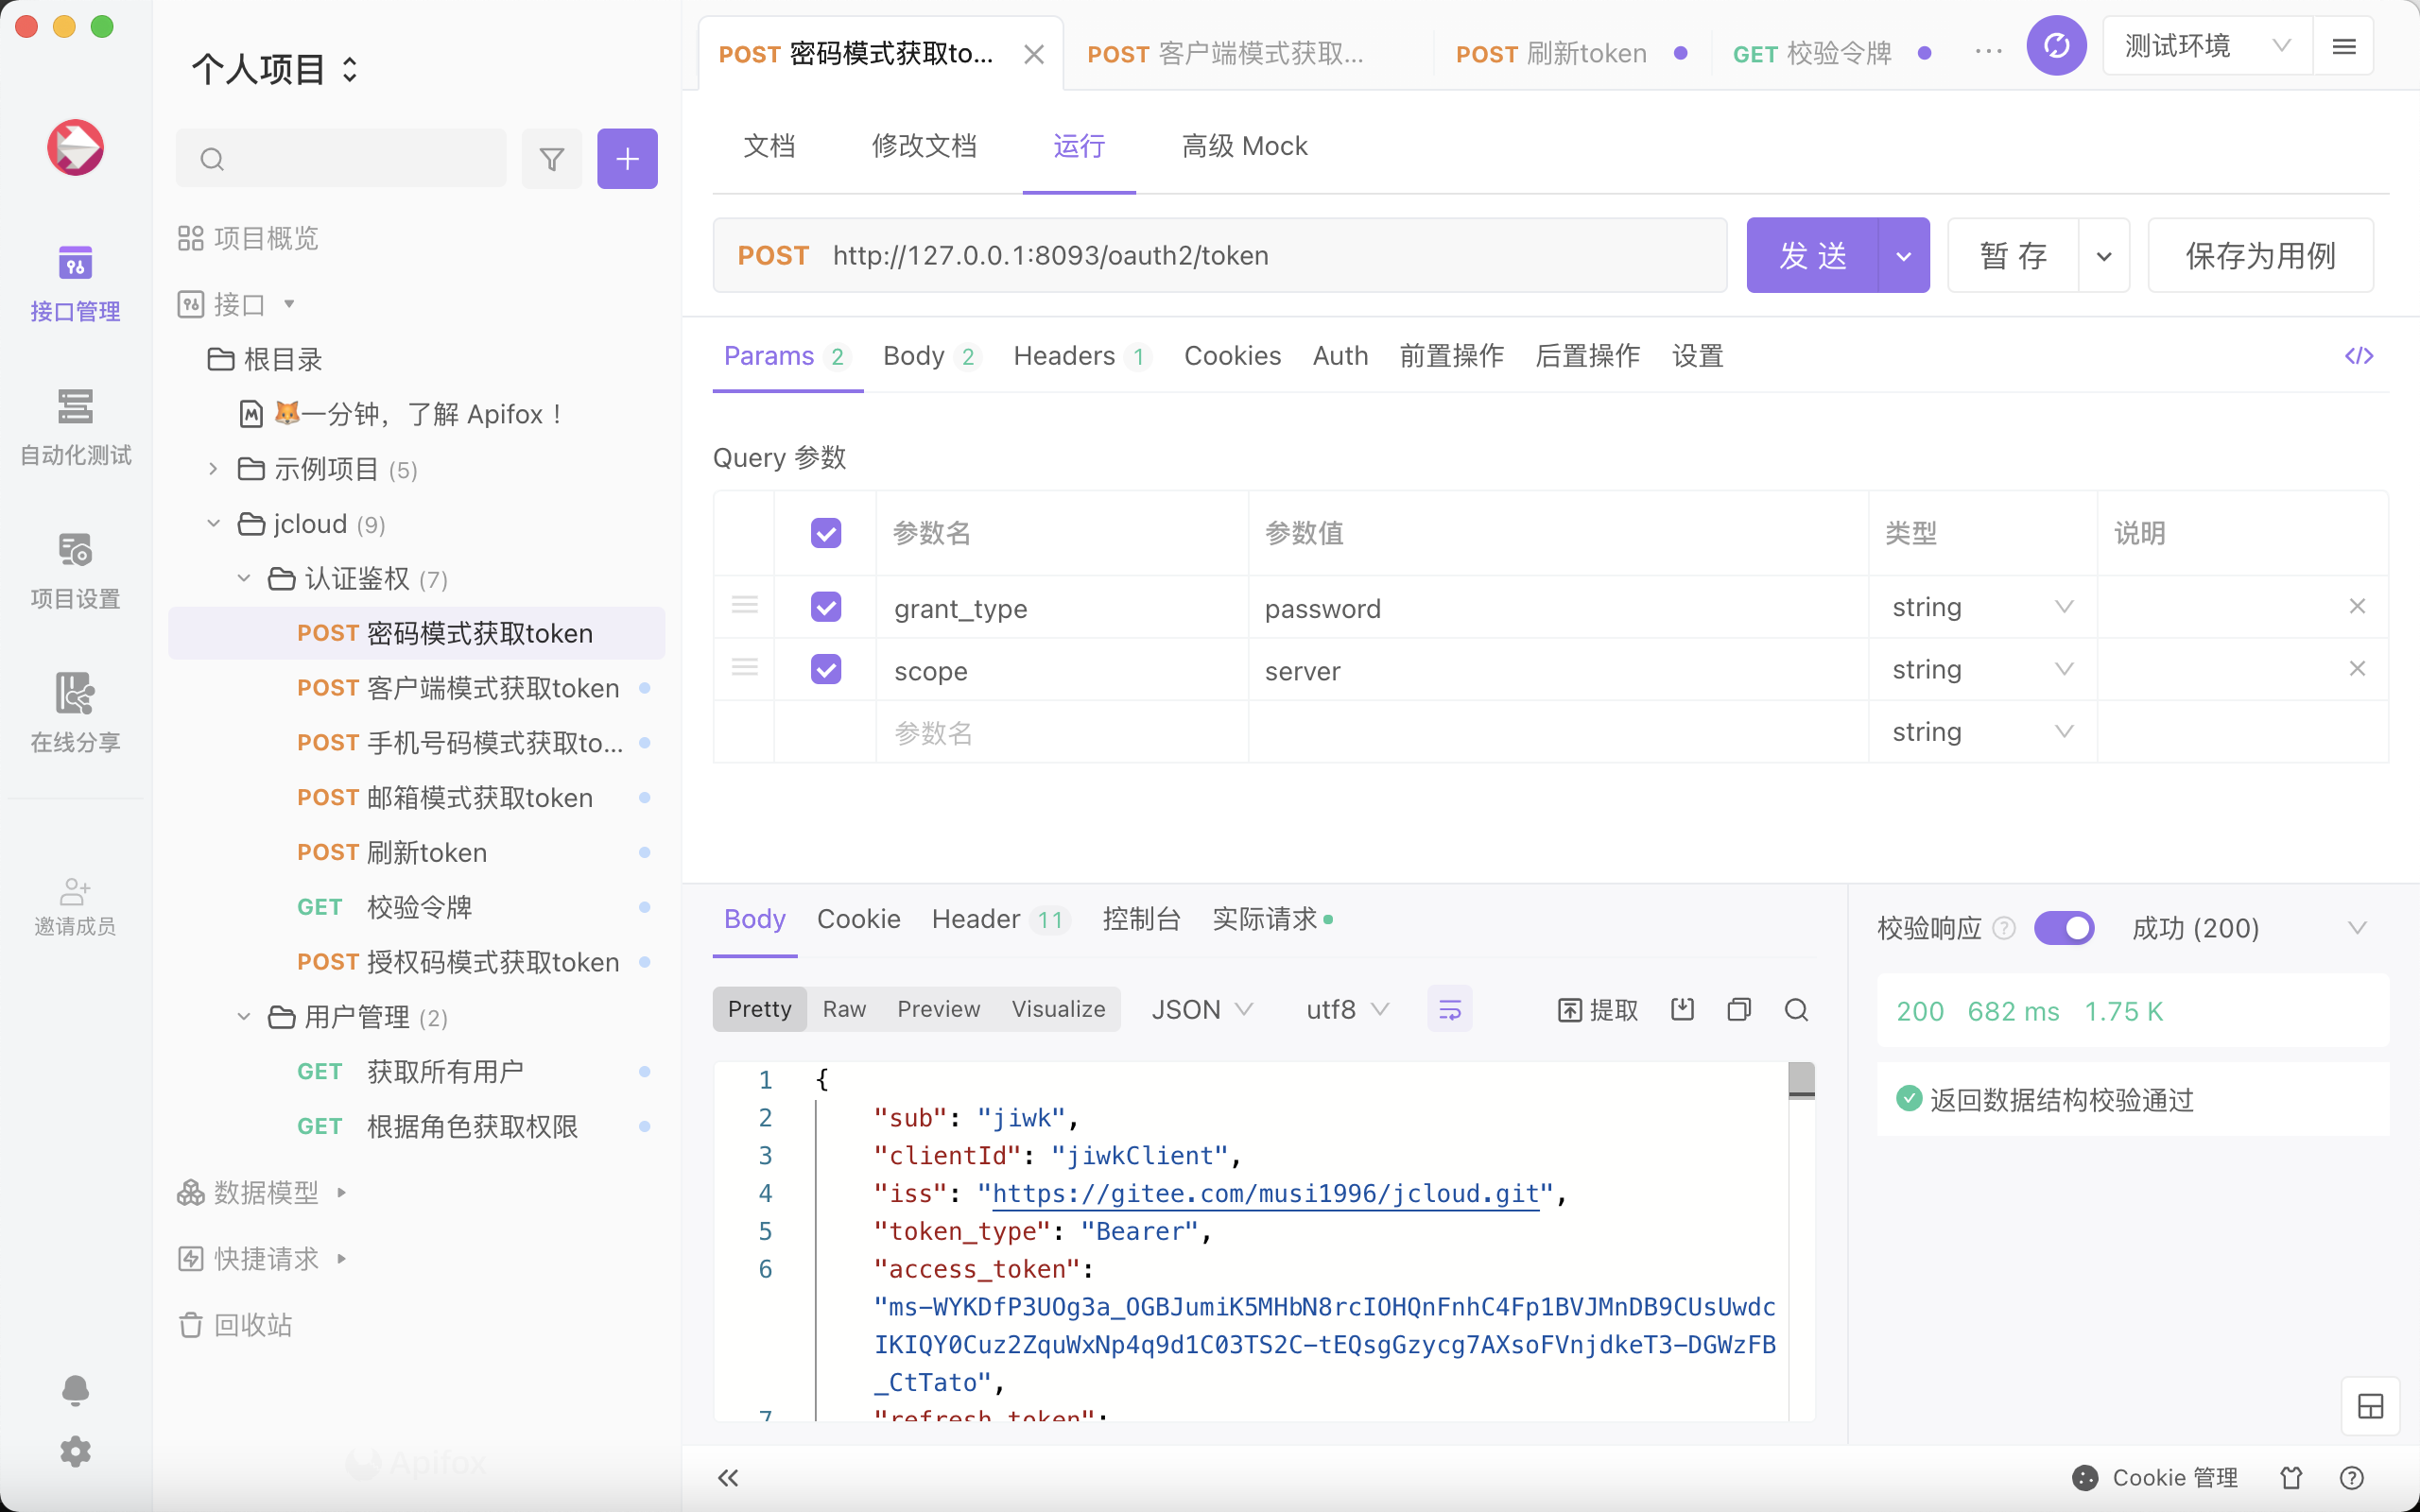 个人项目
接口管理
自动化测试
项目设置
在线分享
邀请成员
项目概览
接口
根目录
🦊一分钟，了解 Apifox！
示例项目 (5)
jcloud (9)
认证鉴权 (7)
POST 密码模式获取token
POST 客户端模式获取token
POST 手机号码模式获取to...
POST 邮箱模式获取token
POST 刷新token
GET 校验令牌
POST 授权码模式获取token
用户管理 (2)
GET 获取所有用户
GET 根据角色获取权限
数据模型
快捷请求
回收站
Apifox
POST 密码模式获取to... POST 客户端模式获取... POST 刷新token GET 校验令牌 ··· 测试环境
文档 修改文档 运行 高级 Mock
POST http://127.0.0.1:8093/oauth2/token 发 送 暂 存 保存为用例
Params 2 Body 2 Headers 1 Cookies Auth 前置操作 后置操作 设置
Query 参数
参数名 参数值 类型 说明
grant_type password string
scope server string
参数名 string
Body Cookie Header 11 控制台 实际请求
Pretty Raw Preview Visualize JSON utf8 提取
1 {
2 "sub": "jiwk",
3 "clientId": "jiwkClient",
4 "iss": "https://gitee.com/musi1996/jcloud.git",
5 "token_type": "Bearer",
6 "access_token":
"ms-WYKDfP3UOg3a_OGBJumiK5MHbN8rcIOHQnFnhC4Fp1BVJMnDB9CUsUwdc
IKIQY0Cuz2ZquWxNp4q9d1C03TS2C-tEQsgGzycg7AXsoFVnjdkeT3-DGWzFB
_CtTato",
7 "refresh_token":
校验响应 成功 (200)
200 682 ms 1.75 K
返回数据结构校验通过
Cookie 管理